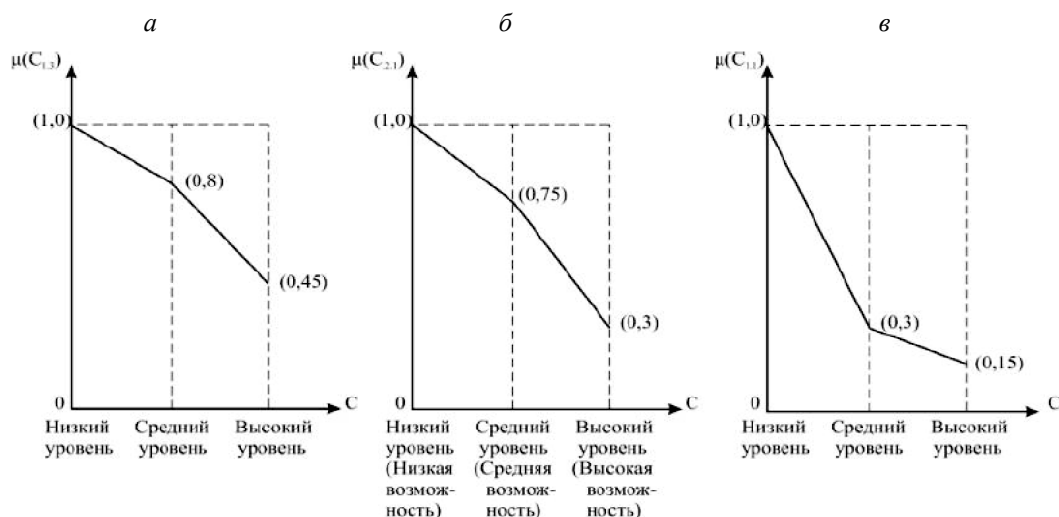 а
б
в
μ(C1.3)
(1,0)
(0,8)
(0,45)
0
C
Низкий уровень
Средний уровень
Высокий уровень
μ(C2.1)
(1,0)
(0,75)
(0,3)
0
C
Низкий уровень (Низкая возмож-ность)
Средний уровень (Средняя возмож-ность)
Высокий уровень (Высокая возмож-ность)
μ(C1.1)
(1,0)
(0,3)
(0,15)
0
C
Низкий уровень
Средний уровень
Высокий уровень